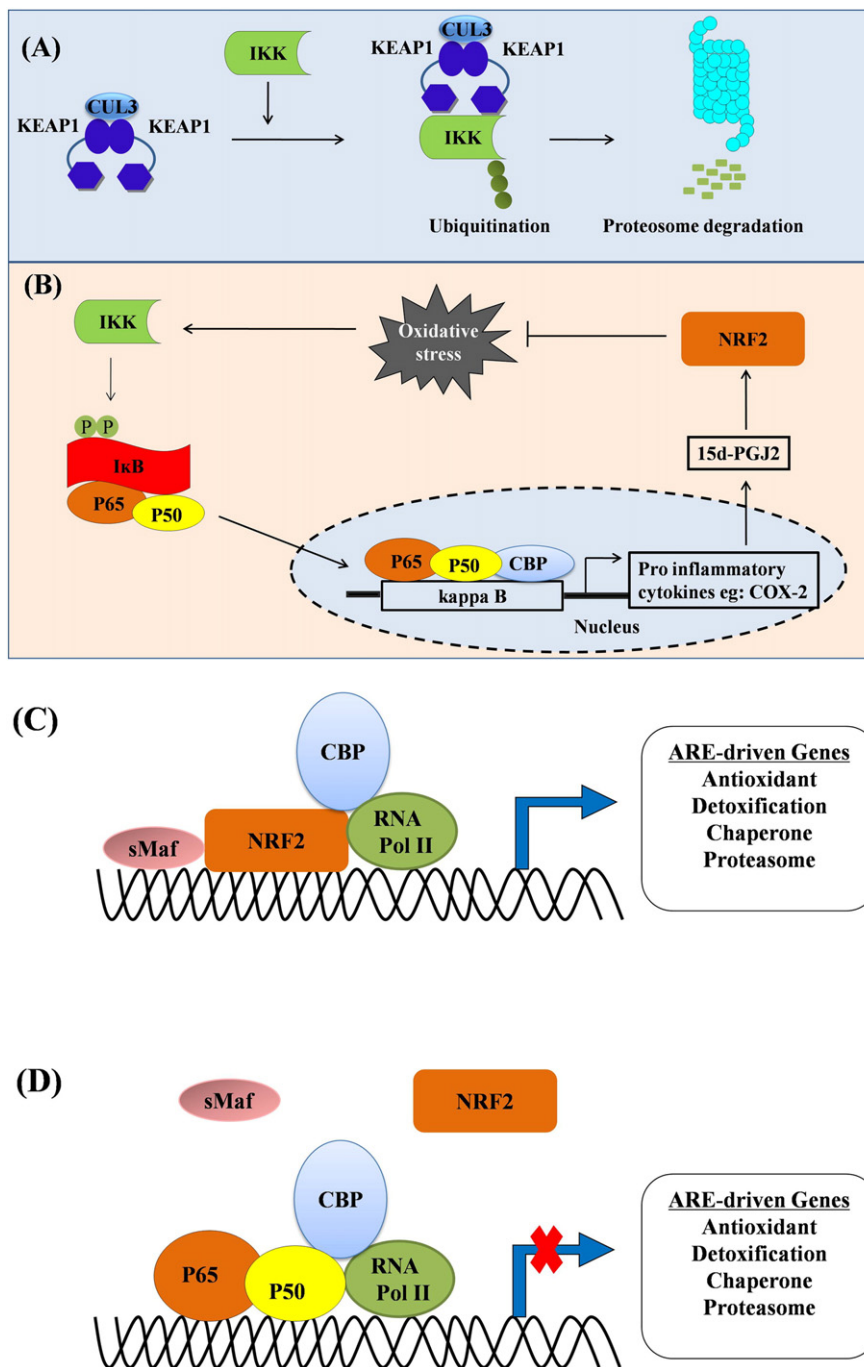 (A)
CUL3
KEAP1
KEAP1
IKK
CUL3
KEAP1
KEAP1
IKK
Ubiquitination
Proteosome degradation
(B)
IKK
Oxidative
stress
NRF2
P P
IκB
P65
P50
15d-PGJ2
P65
P50
CBP
kappa B
Pro inflammatory
cytokines eg: COX-2
Nucleus
(C)
CBP
sMaf
NRF2
RNA
Pol II
ARE-driven Genes
Antioxidant
Detoxification
Chaperone
Proteasome
(D)
sMaf
NRF2
CBP
P65
P50
RNA
Pol II
ARE-driven Genes
Antioxidant
Detoxification
Chaperone
Proteasome